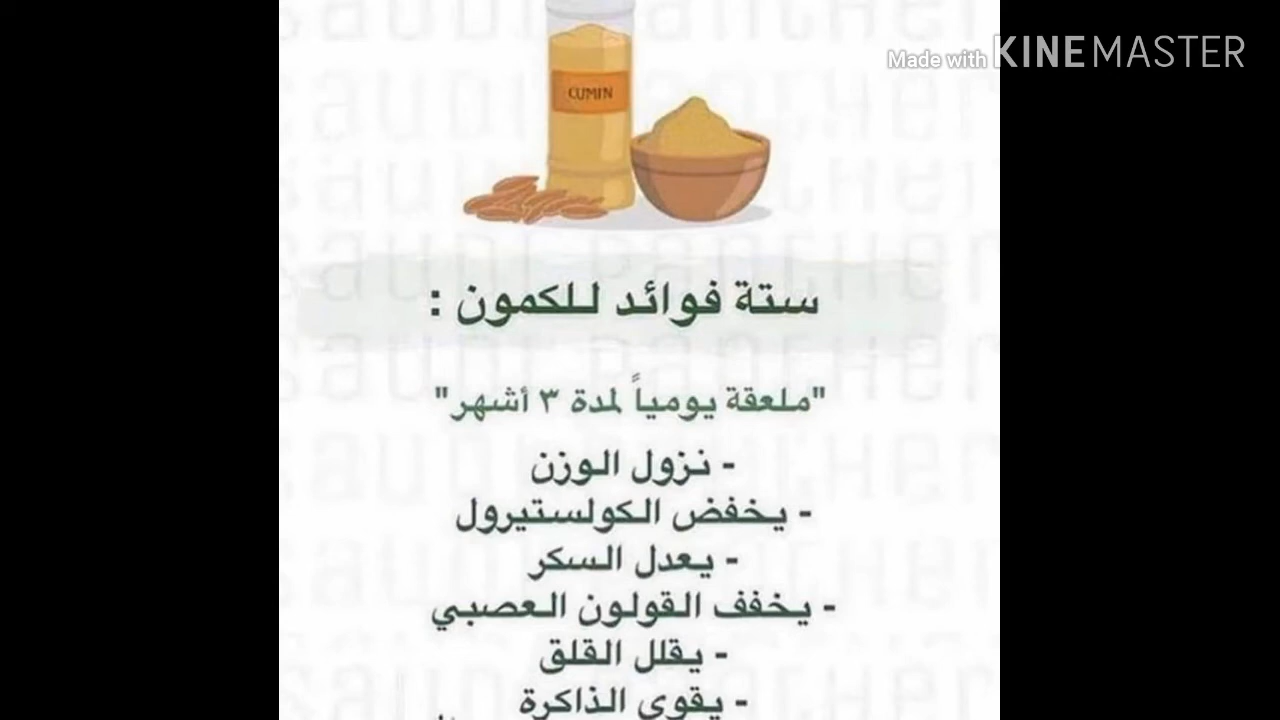 Made with KINEMASTER
CUMIN
ستة فوائد للكمون :
"ملعقة يومياً لمدة ٣ أشهر"
- نزول الوزن
- يخفض الكولستيرول
- يعدل السكر
- يخفف القولون العصبي
- يقلل القلق
- يقوي الذاكرة